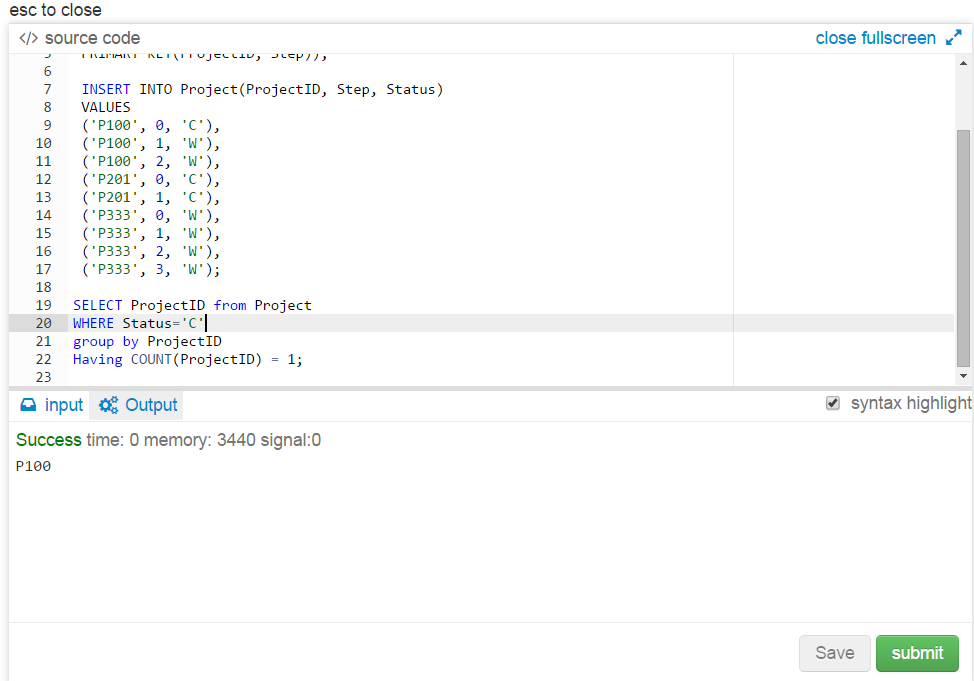 esc to close
</> source code
close fullscreen
5 PRIMARY KEY(ProjectID, Step));
6
7 INSERT INTO Project(ProjectID, Step, Status)
8 VALUES
9 ('P100', 0, 'C'),
10 ('P100', 1, 'W'),
11 ('P100', 2, 'W'),
12 ('P201', 0, 'C'),
13 ('P201', 1, 'C'),
14 ('P333', 0, 'W'),
15 ('P333', 1, 'W'),
16 ('P333', 2, 'W'),
17 ('P333', 3, 'W');
18
19 SELECT ProjectID from Project
20 WHERE Status='C'
21 group by ProjectID
22 Having COUNT(ProjectID) = 1;
23
input Output
syntax highlight
Success time: 0 memory: 3440 signal:0
P100
Save submit